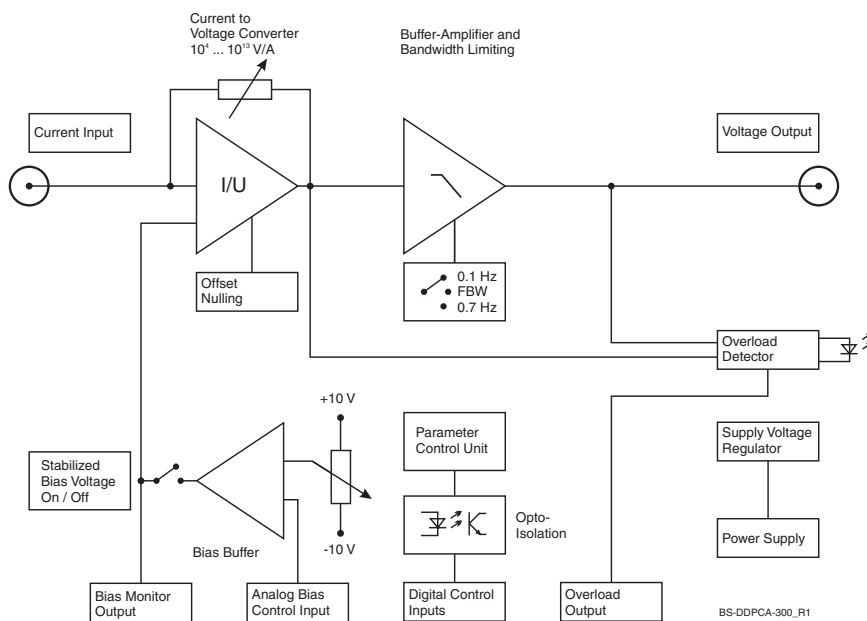 Current to
Voltage Converter
10⁴ ... 10¹³ V/A
Buffer-Amplifier and
Bandwidth Limiting
Current Input
Voltage Output
I/U
Offset
Nulling
0.1 Hz
FBW
0.7 Hz
Overload
Detector
+10 V
Parameter
Control Unit
Supply Voltage
Regulator
Stabilized
Bias Voltage
On / Off
Opto-
Isolation
Power Supply
Bias Buffer
-10 V
Bias Monitor
Output
Analog Bias
Control Input
Digital Control
Inputs
Overload
Output
BS-DDPCA-300_R1